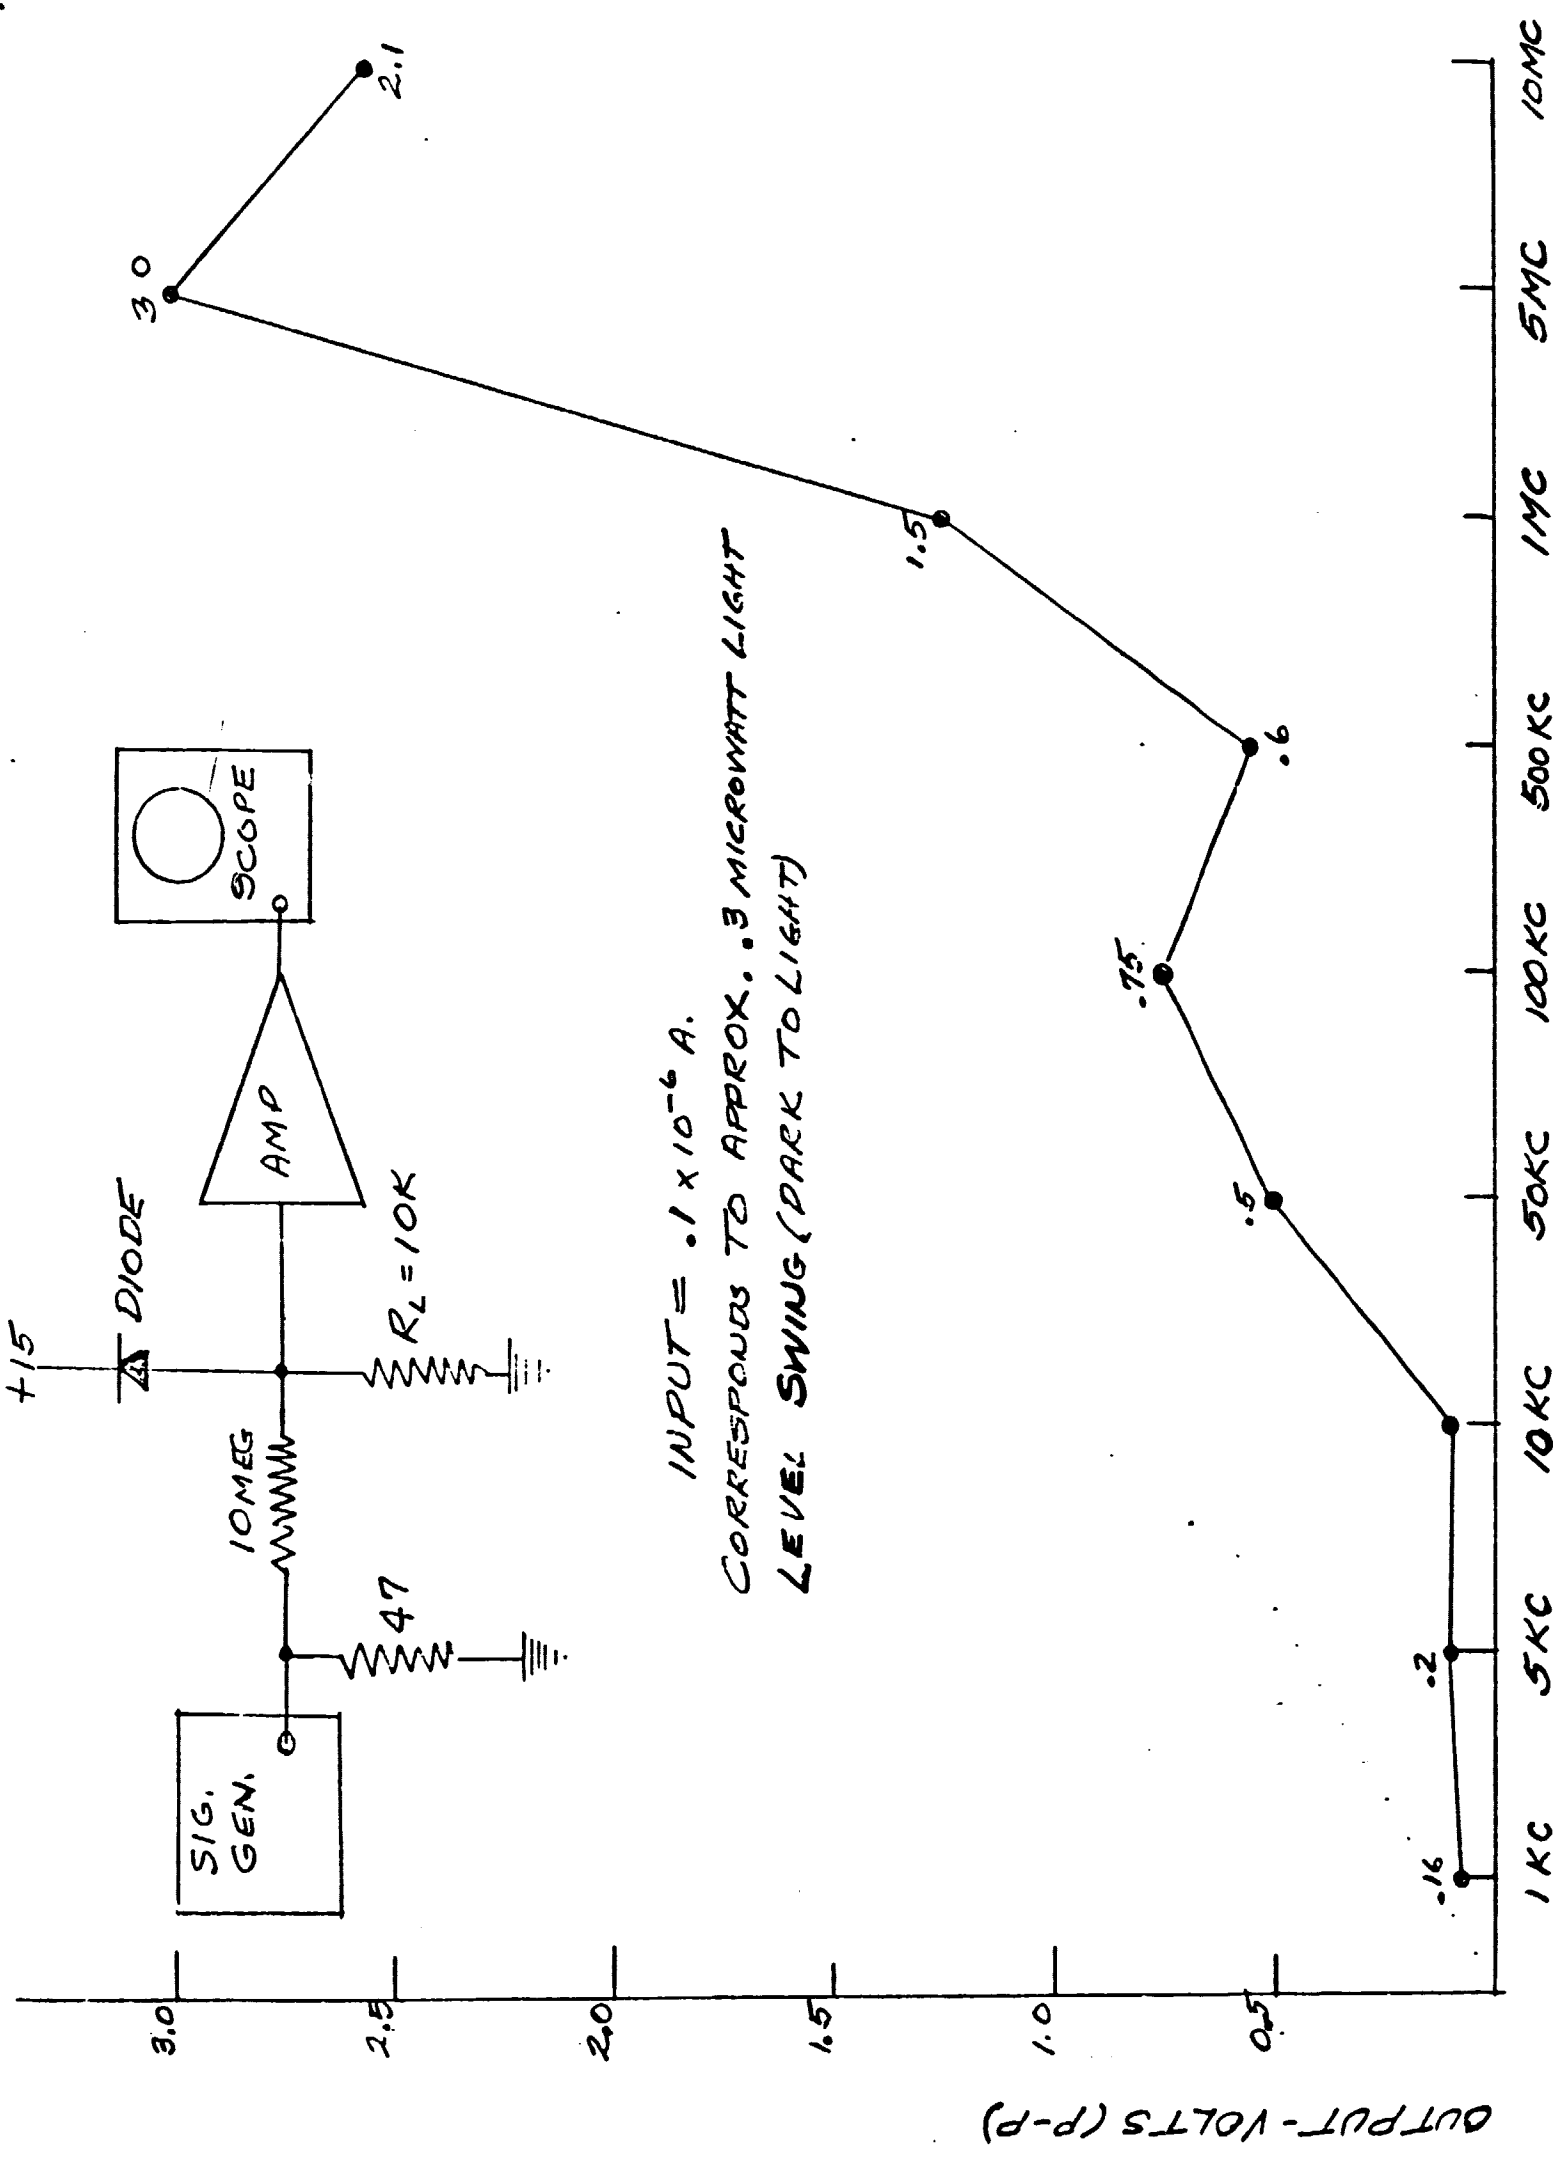 +15
DIODE
SIG.
GEN.
10MEG
47
R_L = 10K
AMP
SCOPE
INPUT = .1 x 10⁻⁶ A.
CORRESPONDS TO APPROX. .3 MICROWATT LIGHT
LEVEL SWING (DARK TO LIGHT)
OUTPUT-VOLTS (P-P)
3.0
2.5
2.0
1.5
1.0
0.5
.16
.2
.5
.75
.6
1.5
3 0
2.1
1KC
5KC
10KC
50KC
100KC
500KC
1MC
5MC
10MC